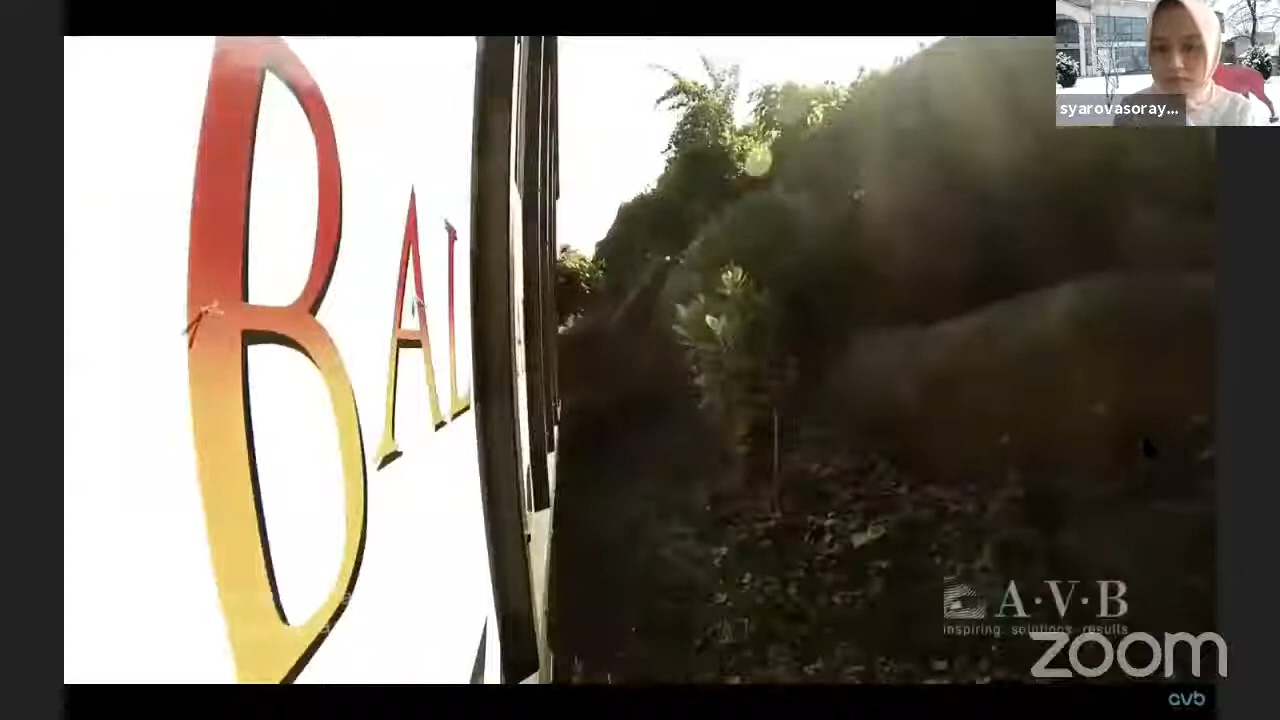 syarovasoray...
BAL
A·V·B
inspiring. solutions. results
zoom
avb